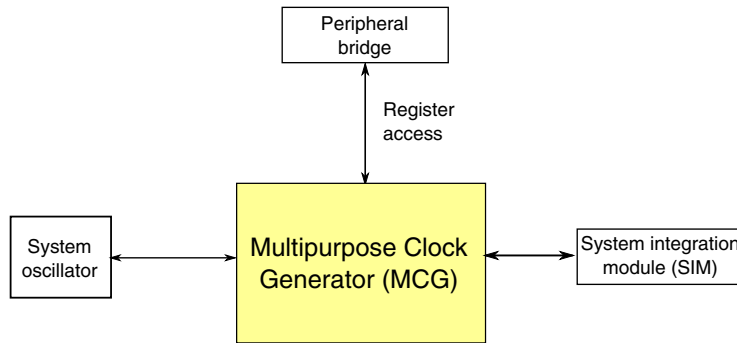 Peripheral
bridge
Register
access
Multipurpose Clock
Generator (MCG)
System
oscillator
System integration
module (SIM)